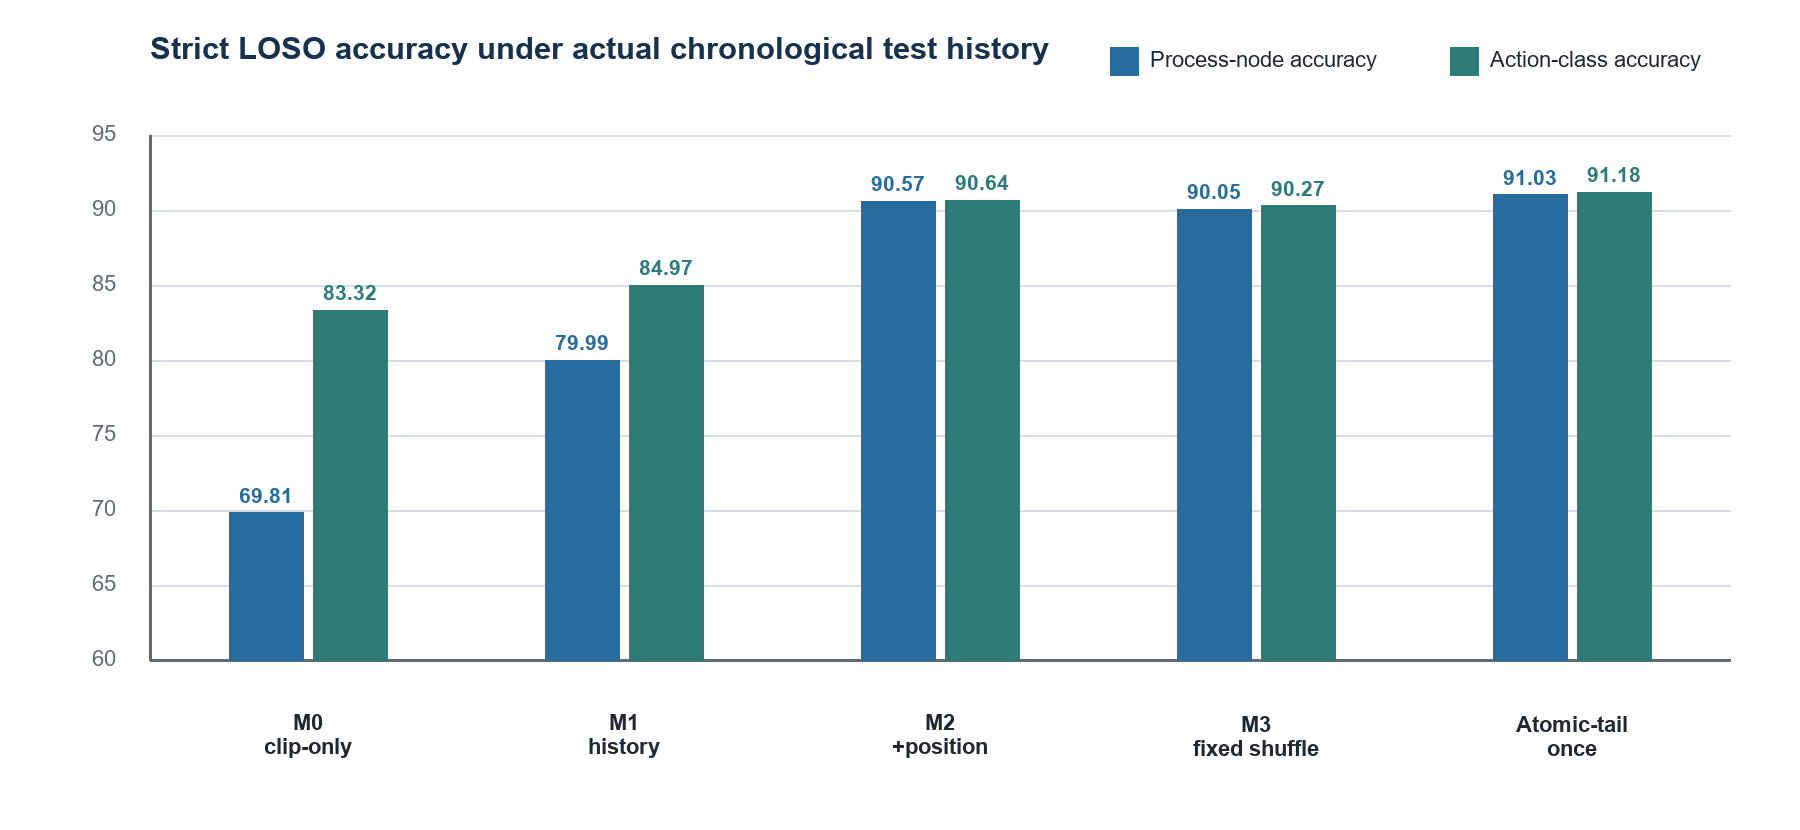 Strict LOSO accuracy under actual chronological test history
Process-node accuracy
Action-class accuracy
95
90
85
80
75
70
65
60
69.81
83.32
79.99
84.97
90.57
90.64
90.05
90.27
91.03
91.18
M0
clip-only
M1
history
M2
+position
M3
fixed shuffle
Atomic-tail
once